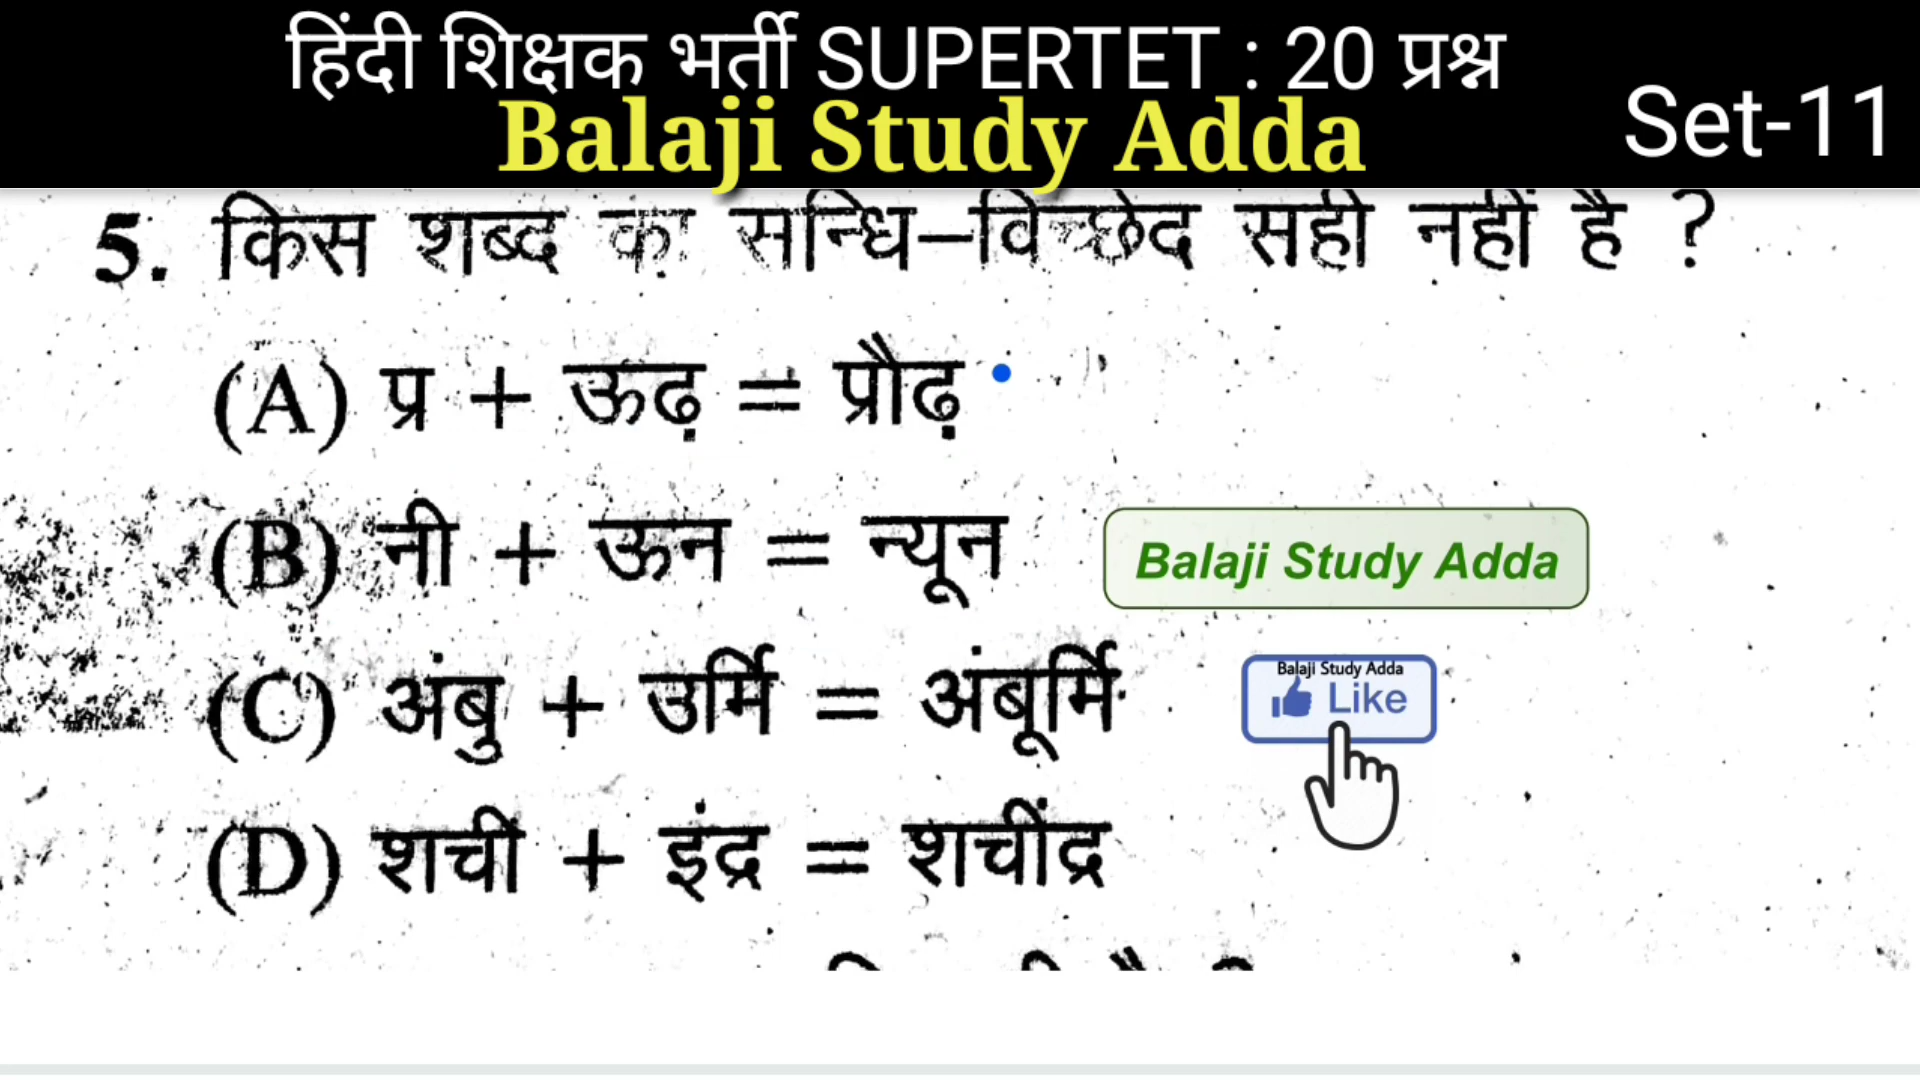 हिंदी शिक्षक भर्ती SUPERTET : 20 प्रश्न
Balaji Study Adda
Set-11
5. किस शब्द का सन्धि–विच्छेद सही नहीं है ?
(A) प्र + ऊढ़ = प्रौढ़
(B) नी + ऊन = न्यून
Balaji Study Adda
(C) अंबु + उर्मि = अंबूर्मि
Balaji Study Adda
Like
(D) शची + इंद्र = शचींद्र